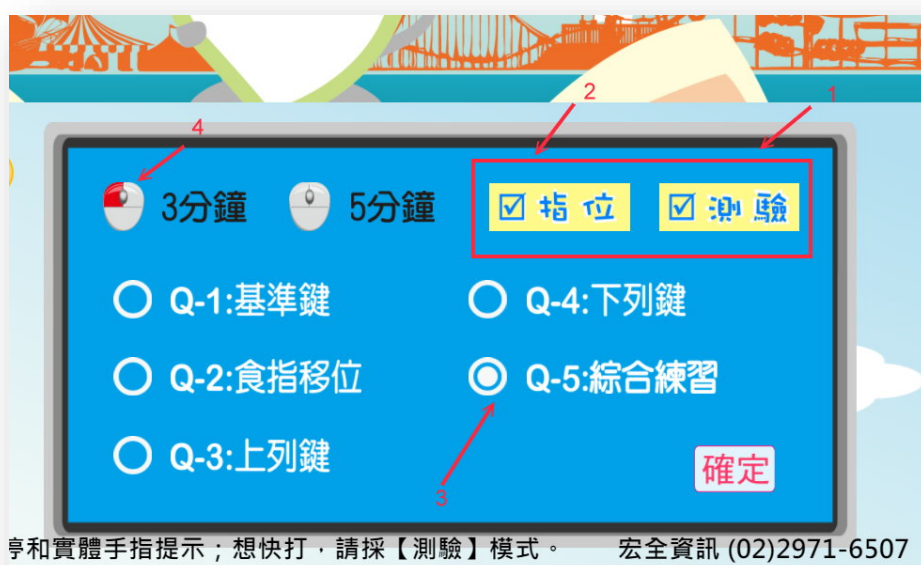 2
1
4
3分鐘 5分鐘 指位 測驗
Q-1:基準鍵 Q-4:下列鍵
Q-2:食指移位 Q-5:綜合練習
Q-3:上列鍵
3
確定
停和實體手指提示;想快打,請採【測驗】模式。 宏全資訊 (02)2971-6507